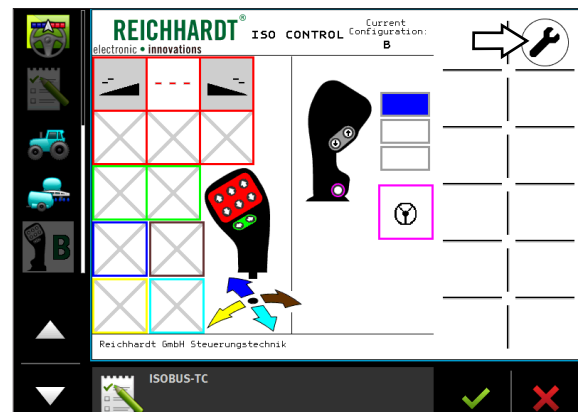 REICHHARDT®
electronic • innovations
ISO CONTROL
Current
Configuration:
B
- - -
B
Reichhardt GmbH Steuerungstechnik
ISOBUS-TC